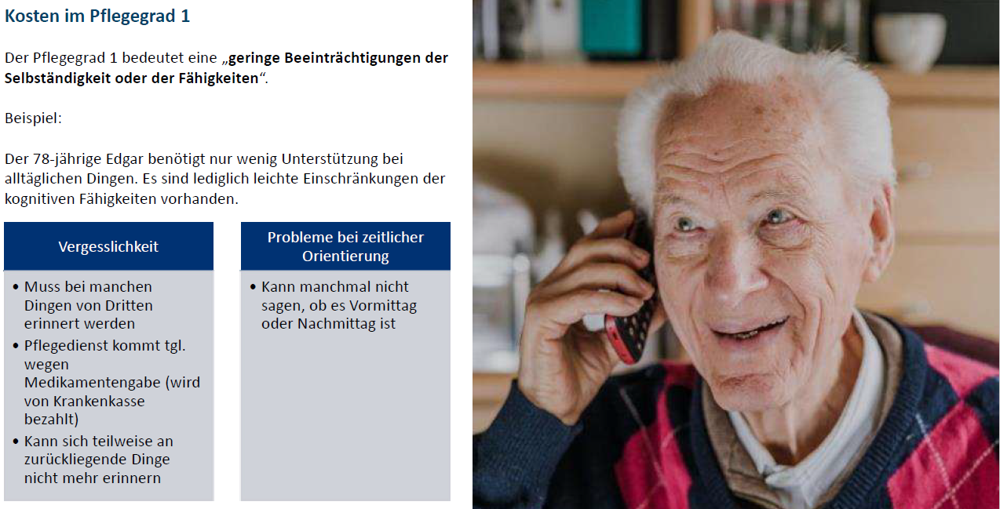 Kosten im Pflegegrad 1
Der Pflegegrad 1 bedeutet eine „geringe Beeinträchtigungen der
Selbständigkeit oder der Fähigkeiten“.
Beispiel:
Der 78-jährige Edgar benötigt nur wenig Unterstützung bei
alltäglichen Dingen. Es sind lediglich leichte Einschränkungen der
kognitiven Fähigkeiten vorhanden.
Vergesslichkeit
• Muss bei manchen
Dingen von Dritten
erinnert werden
• Pflegedienst kommt tgl.
wegen
Medikamentengabe (wird
von Krankenkasse
bezahlt)
• Kann sich teilweise an
zurückliegende Dinge
nicht mehr erinnern
Probleme bei zeitlicher
Orientierung
• Kann manchmal nicht
sagen, ob es Vormittag
oder Nachmittag ist